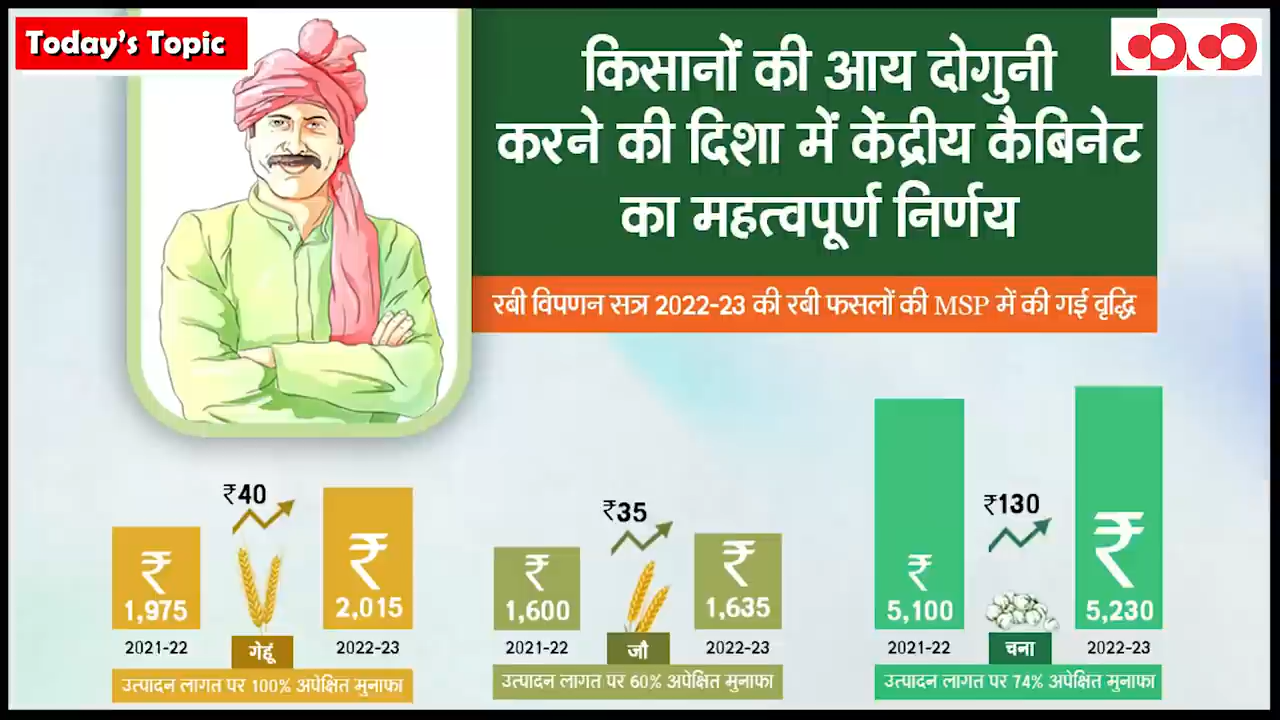 Today's Topic
किसानों की आय दोगुनी
करने की दिशा में केंद्रीय कैबिनेट
का महत्वपूर्ण निर्णय
रबी विपणन सत्र 2022-23 की रबी फसलों की MSP में की गई वृद्धि
₹40
₹
1,975
₹
2,015
2021-22
गेहूं
2022-23
उत्पादन लागत पर 100% अपेक्षित मुनाफा
₹35
₹
1,600
₹
1,635
2021-22
जौ
2022-23
उत्पादन लागत पर 60% अपेक्षित मुनाफा
₹130
₹
5,100
₹
5,230
2021-22
चना
2022-23
उत्पादन लागत पर 74% अपेक्षित मुनाफा